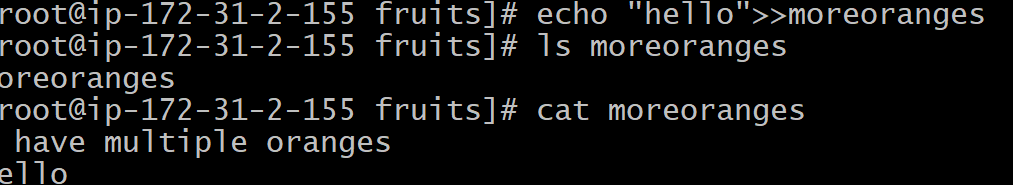 root@ip-172-31-2-155 fruits]# echo "hello">>moreoranges
root@ip-172-31-2-155 fruits]# ls moreoranges
oreoranges
root@ip-172-31-2-155 fruits]# cat moreoranges
have multiple oranges
ello